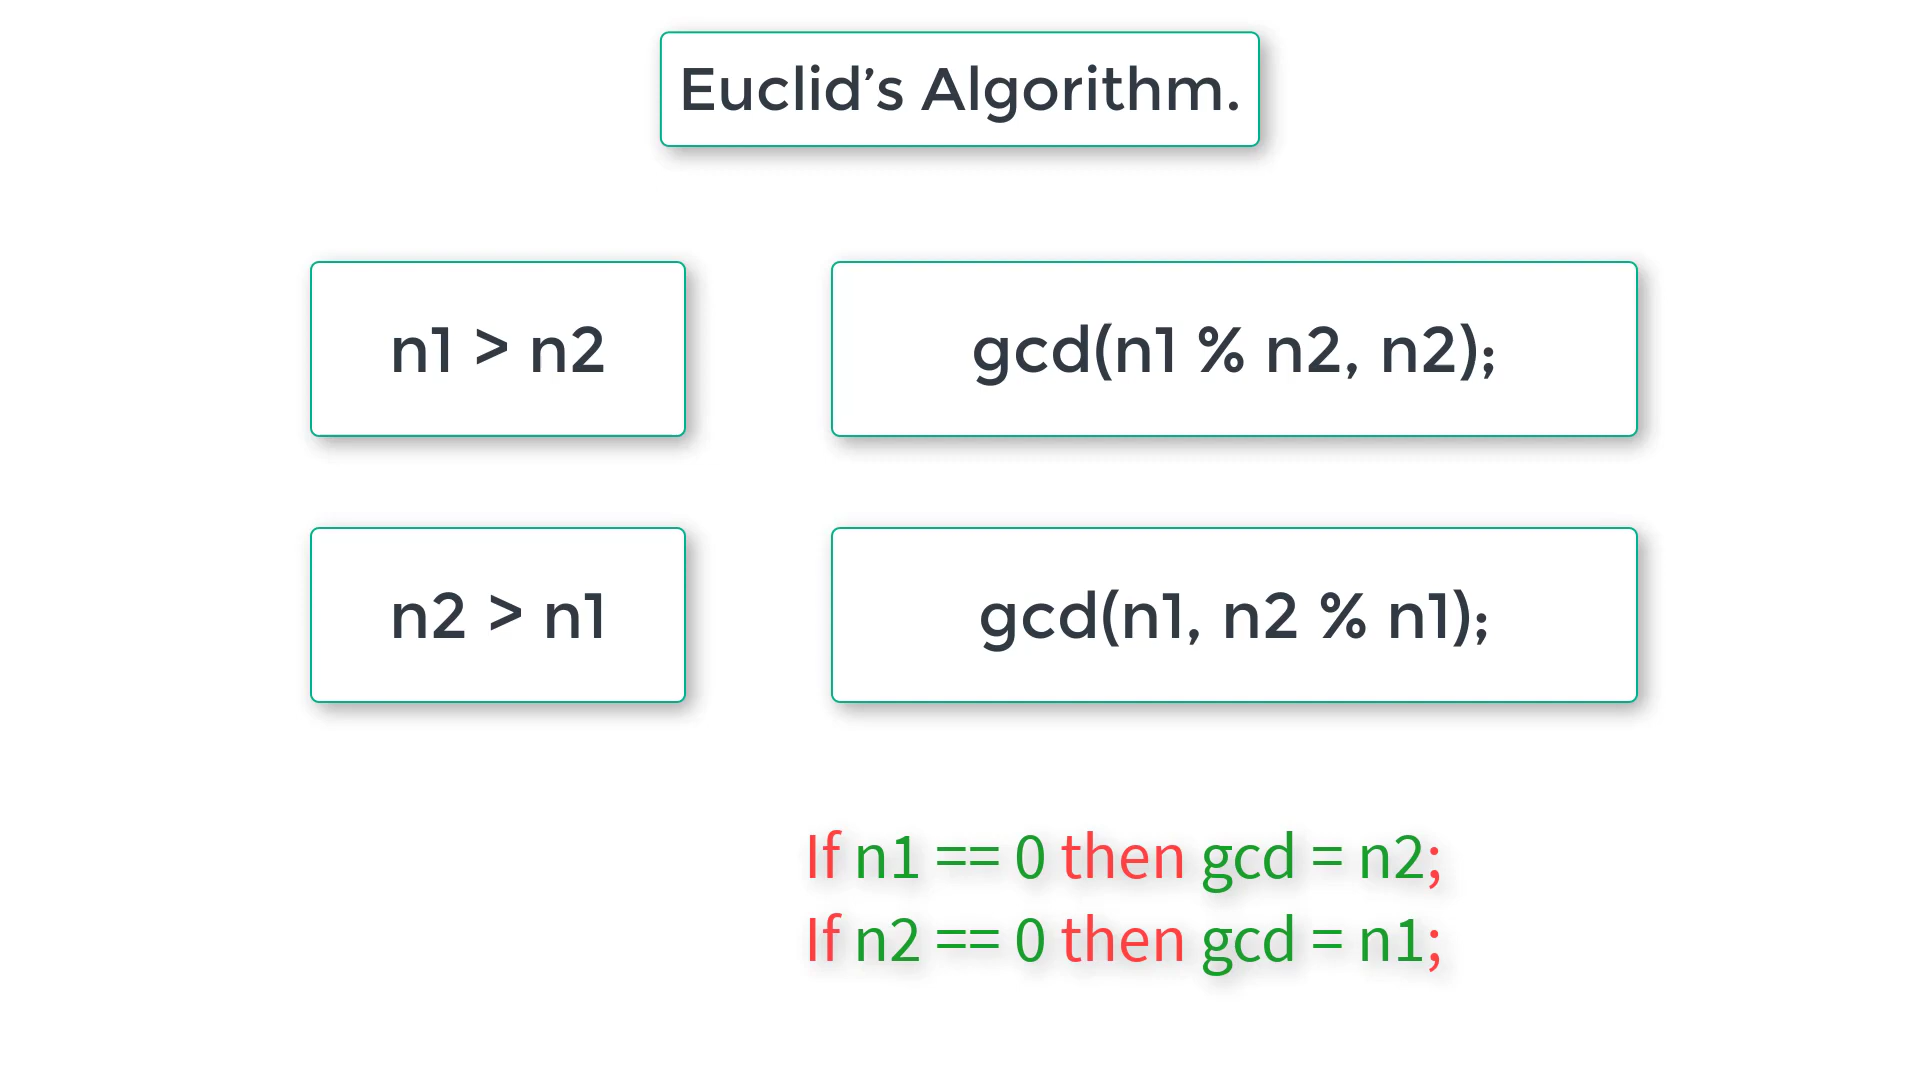 Euclid’s Algorithm.
n1 > n2
gcd(n1 % n2, n2);
n2 > n1
gcd(n1, n2 % n1);
If n1 == 0 then gcd = n2;
If n2 == 0 then gcd = n1;